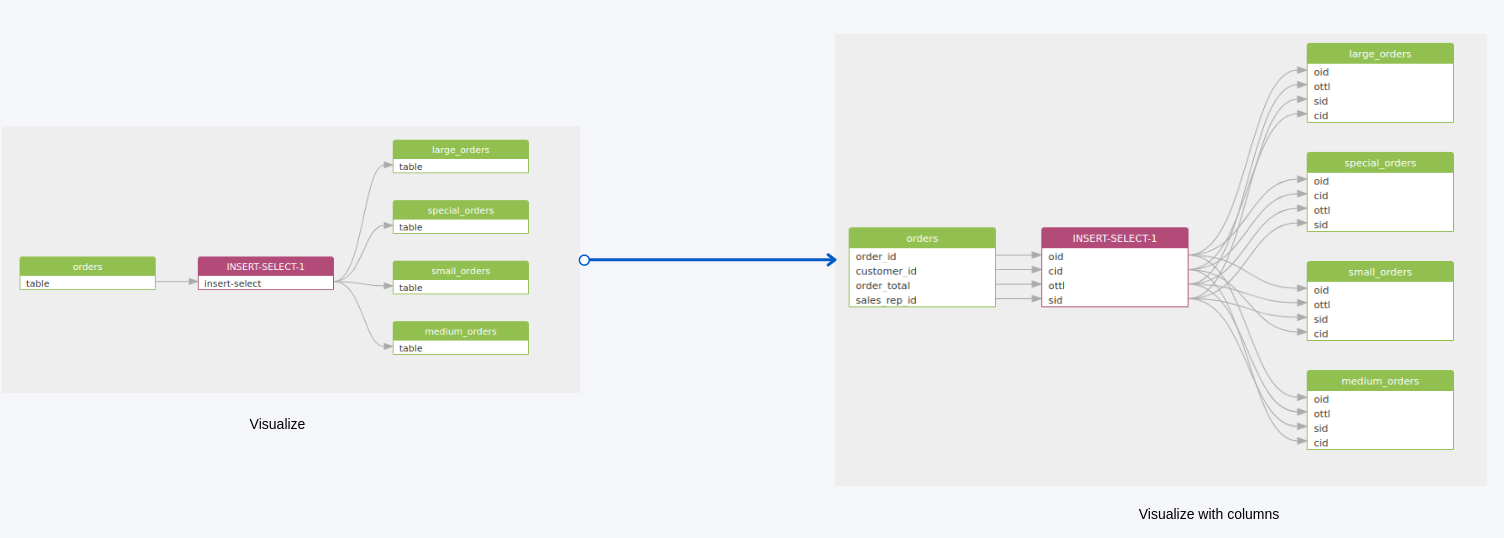 orders
table
INSERT-SELECT-1
insert-select
large_orders
table
special_orders
table
small_orders
table
medium_orders
table
Visualize
orders
order_id
customer_id
order_total
sales_rep_id
INSERT-SELECT-1
oid
cid
ottl
sid
large_orders
oid
ottl
sid
cid
special_orders
oid
cid
ottl
sid
small_orders
oid
ottl
sid
cid
medium_orders
oid
ottl
sid
cid
Visualize with columns